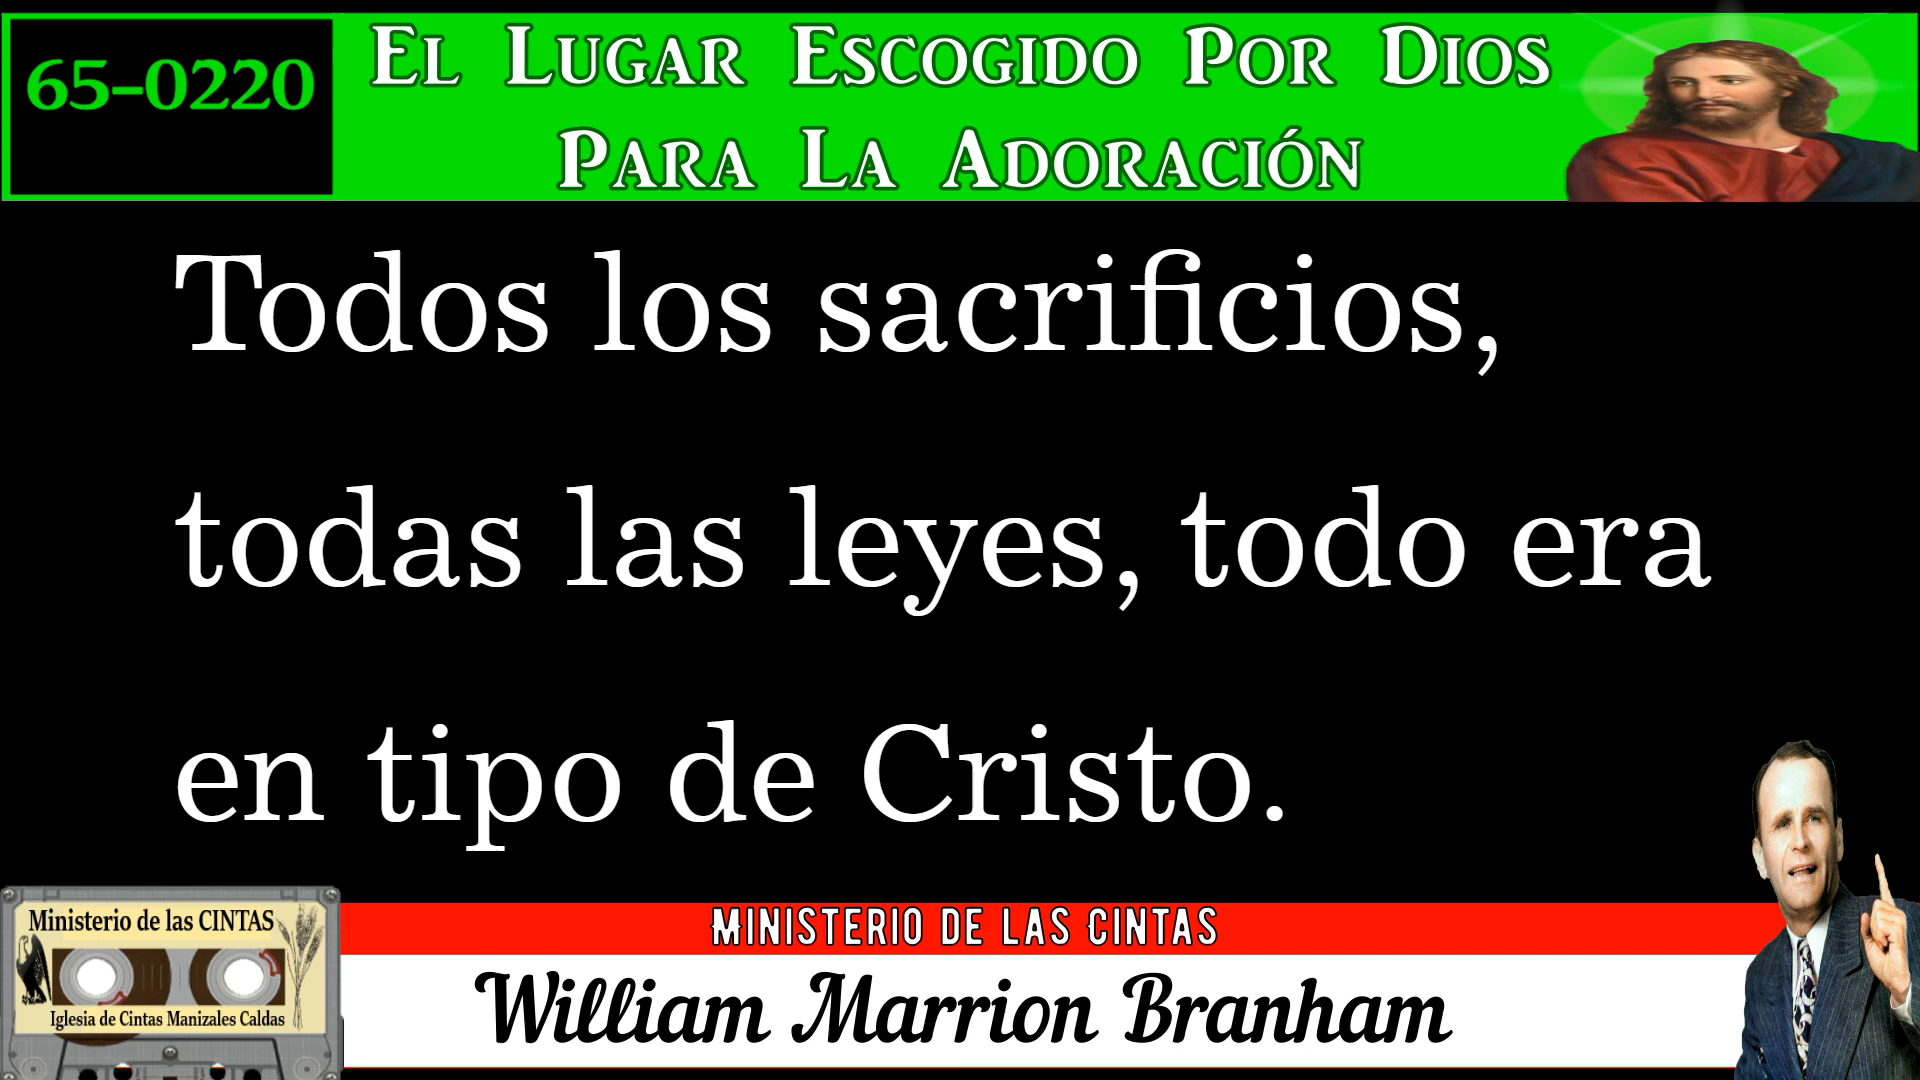 65-0220
El Lugar Escogido Por Dios
Para La Adoración
Todos los sacrificios,
todas las leyes, todo era
en tipo de Cristo.
Ministerio de las CINTAS
Iglesia de Cintas Manizales Caldas
MINISTERIO DE LAS CINTAS
William Marrion Branham